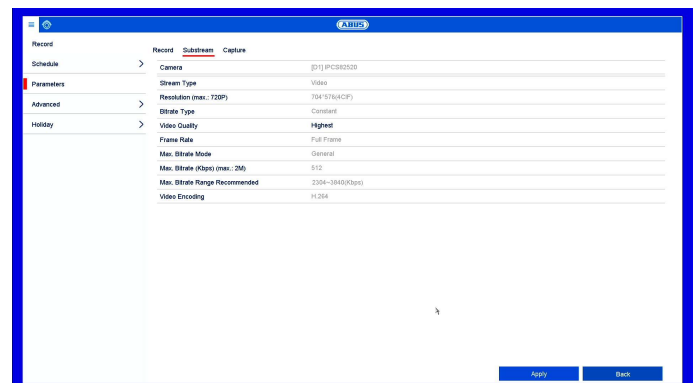 ABUS
Record
Schedule
Parameters
Advanced
Holiday
Record Substream Capture
Camera [D1] IPCS82520
Stream Type Video
Resolution (max.: 720P) 704*576(4CIF)
Bitrate Type Constant
Video Quality Highest
Frame Rate Full Frame
Max. Bitrate Mode General
Max. Bitrate (Kbps) (max.: 2M) 512
Max. Bitrate Range Recommended 2304~3840(Kbps)
Video Encoding H.264
Apply Back